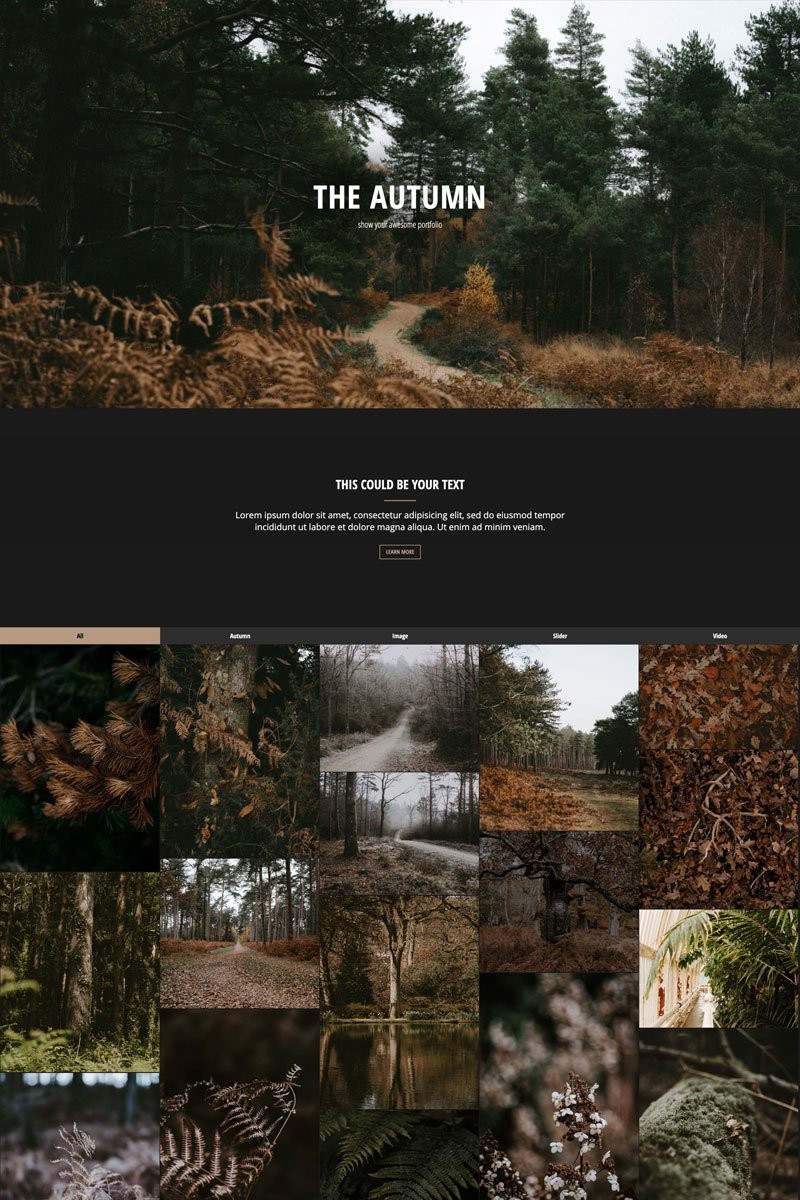 THE AUTUMN
show your awesome portfolio
THIS COULD BE YOUR TEXT
Lorem ipsum dolor sit amet, consectetur adipisicing elit, sed do eiusmod tempor
incididunt ut labore et dolore magna aliqua. Ut enim ad minim veniam.
LEARN MORE
All Autumn Image Slider Video